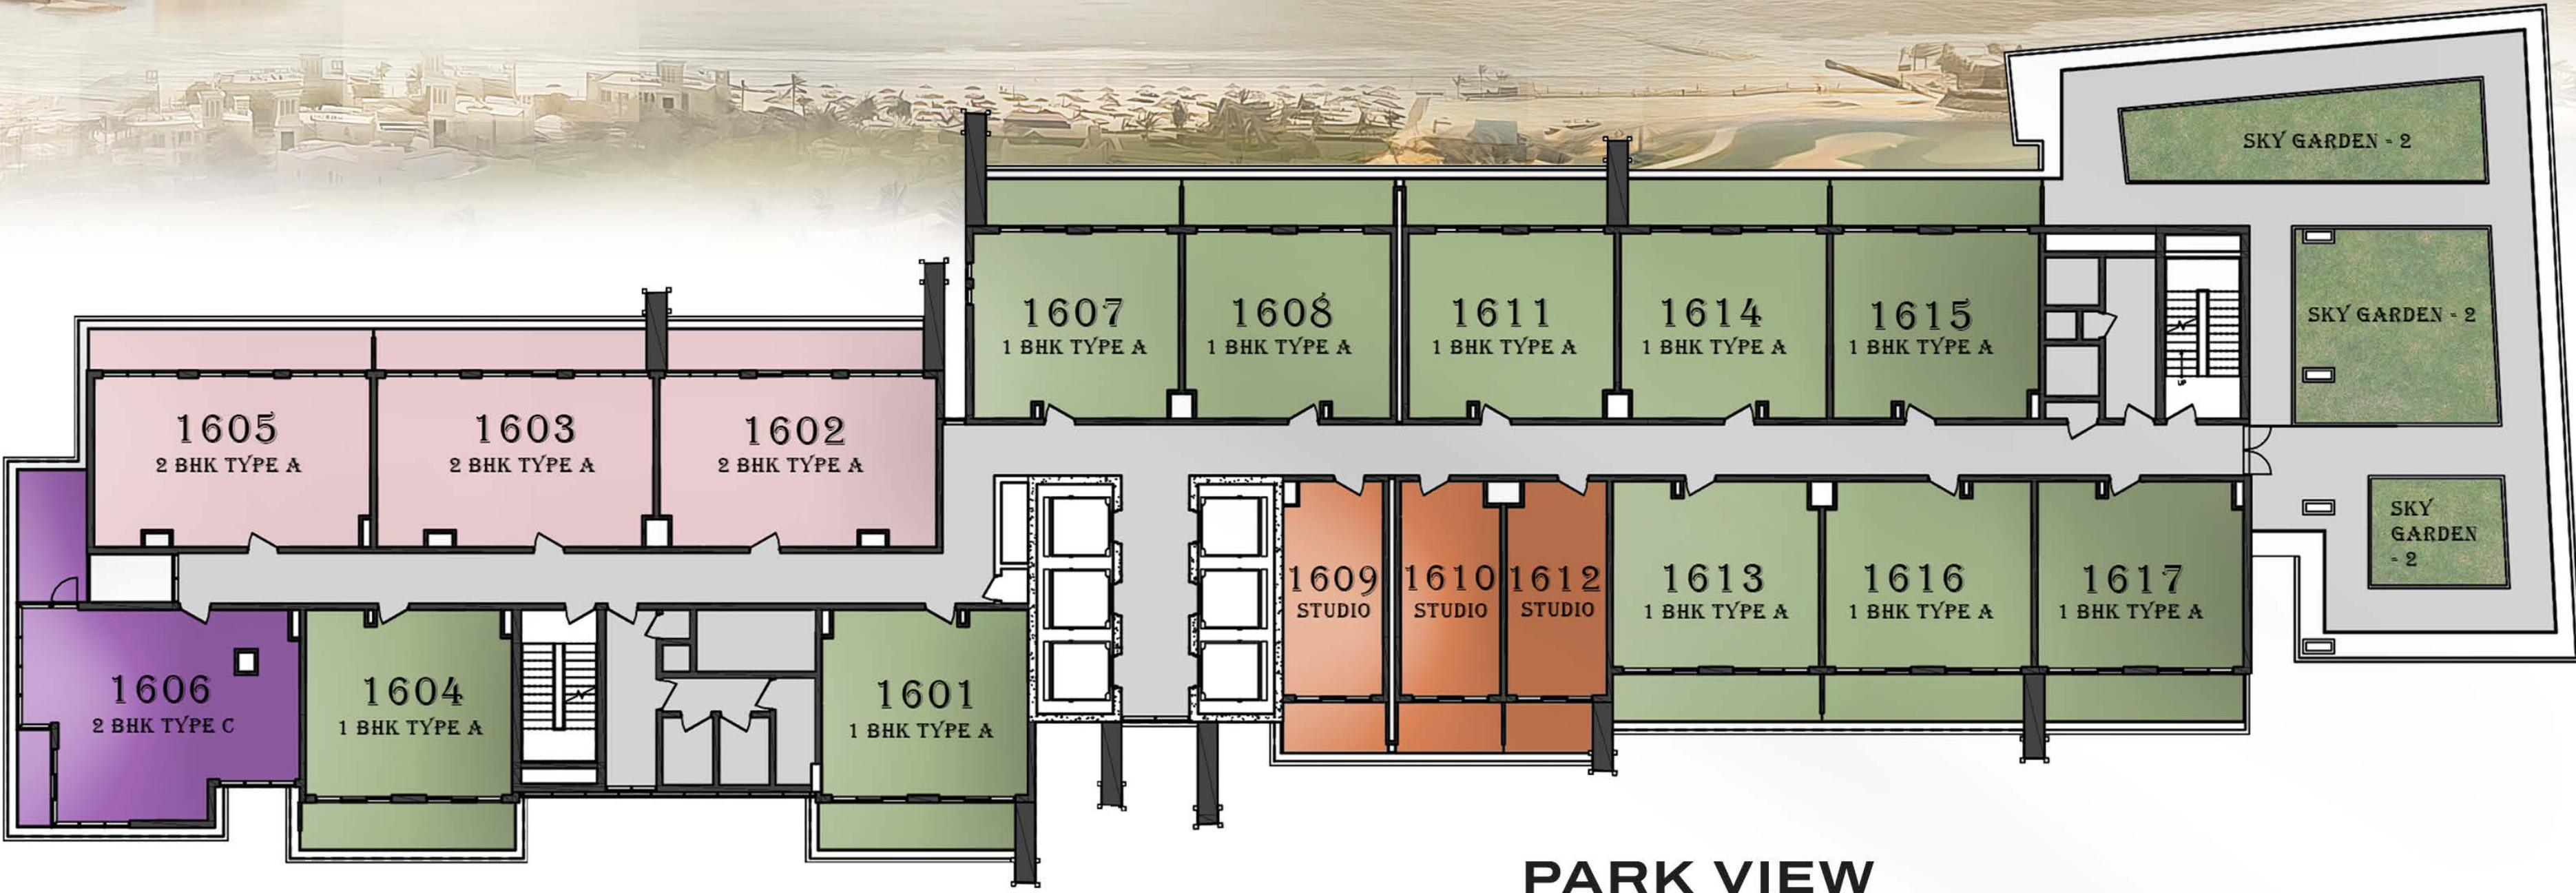 SKY GARDEN - 2
1607
1 BHK TYPE A
1608
1 BHK TYPE A
1611
1 BHK TYPE A
1614
1 BHK TYPE A
1615
1 BHK TYPE A
SKY GARDEN - 2
1605
2 BHK TYPE A
1603
2 BHK TYPE A
1602
2 BHK TYPE A
SKY
GARDEN
- 2
1609
STUDIO
1610
STUDIO
1612
STUDIO
1613
1 BHK TYPE A
1616
1 BHK TYPE A
1617
1 BHK TYPE A
1606
2 BHK TYPE C
1604
1 BHK TYPE A
1601
1 BHK TYPE A
PARK VIEW